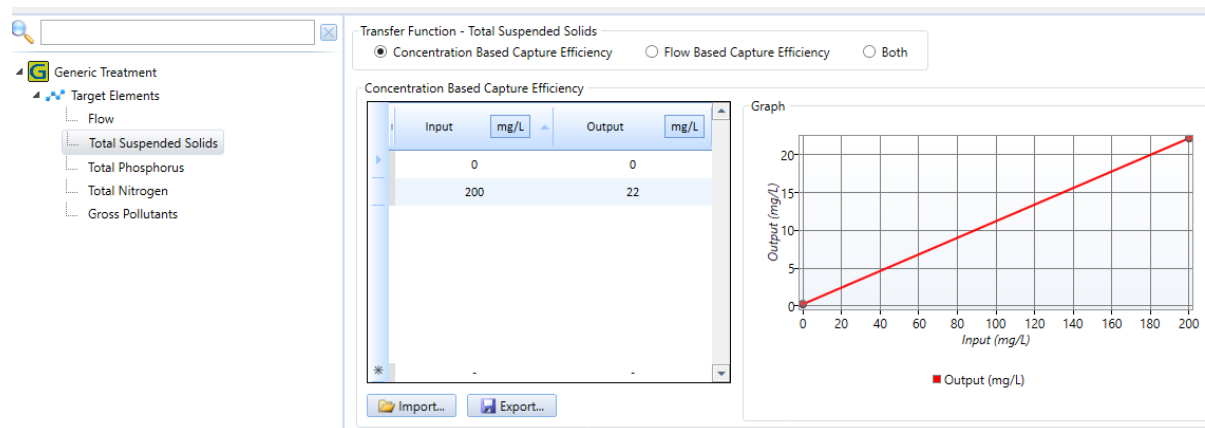 Transfer Function - Total Suspended Solids
Concentration Based Capture Efficiency Flow Based Capture Efficiency Both
G Generic Treatment
Target Elements
Flow
Total Suspended Solids
Total Phosphorus
Total Nitrogen
Gross Pollutants
Concentration Based Capture Efficiency
Input mg/L Output mg/L
0 0
200 22
* - -
Import... Export...
Graph
Output (mg/L)
20
15
10
5
0
0 20 40 60 80 100 120 140 160 180 200
Input (mg/L)
Output (mg/L)